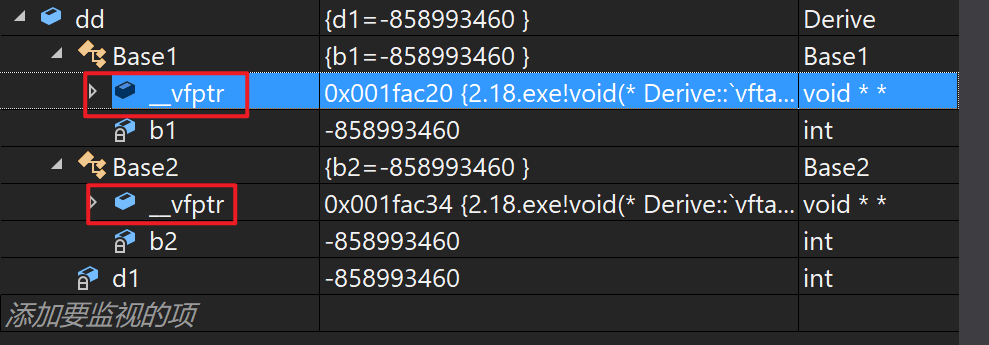 dd {d1=-858993460 } Derive
Base1 {b1=-858993460 } Base1
__vfptr 0x001fac20 {2.18.exe!void(* Derive::`vfta... void * *
b1 -858993460 int
Base2 {b2=-858993460 } Base2
__vfptr 0x001fac34 {2.18.exe!void(* Derive::`vfta... void * *
b2 -858993460 int
d1 -858993460 int
添加要监视的项